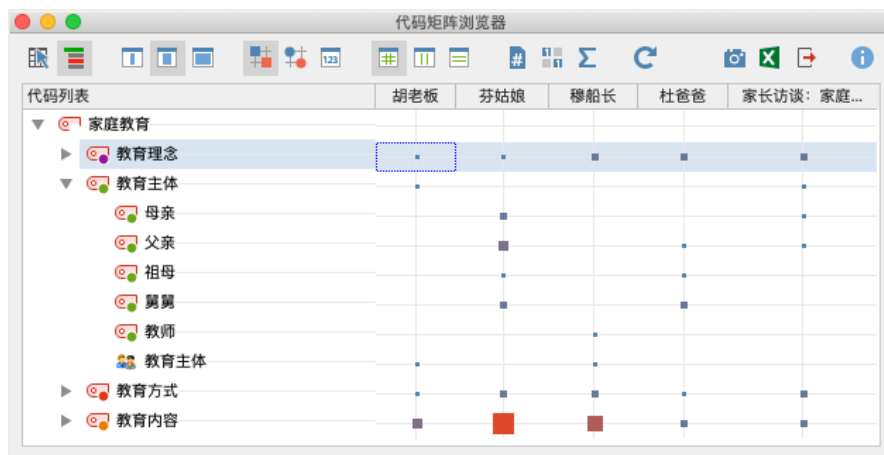 代码矩阵浏览器
123
#
Σ
X
i
代码列表 胡老板 芬姑娘 穆船长 杜爸爸 家长访谈：家庭...
家庭教育
教育理念
教育主体
母亲
父亲
祖母
舅舅
教师
教育主体
教育方式
教育内容